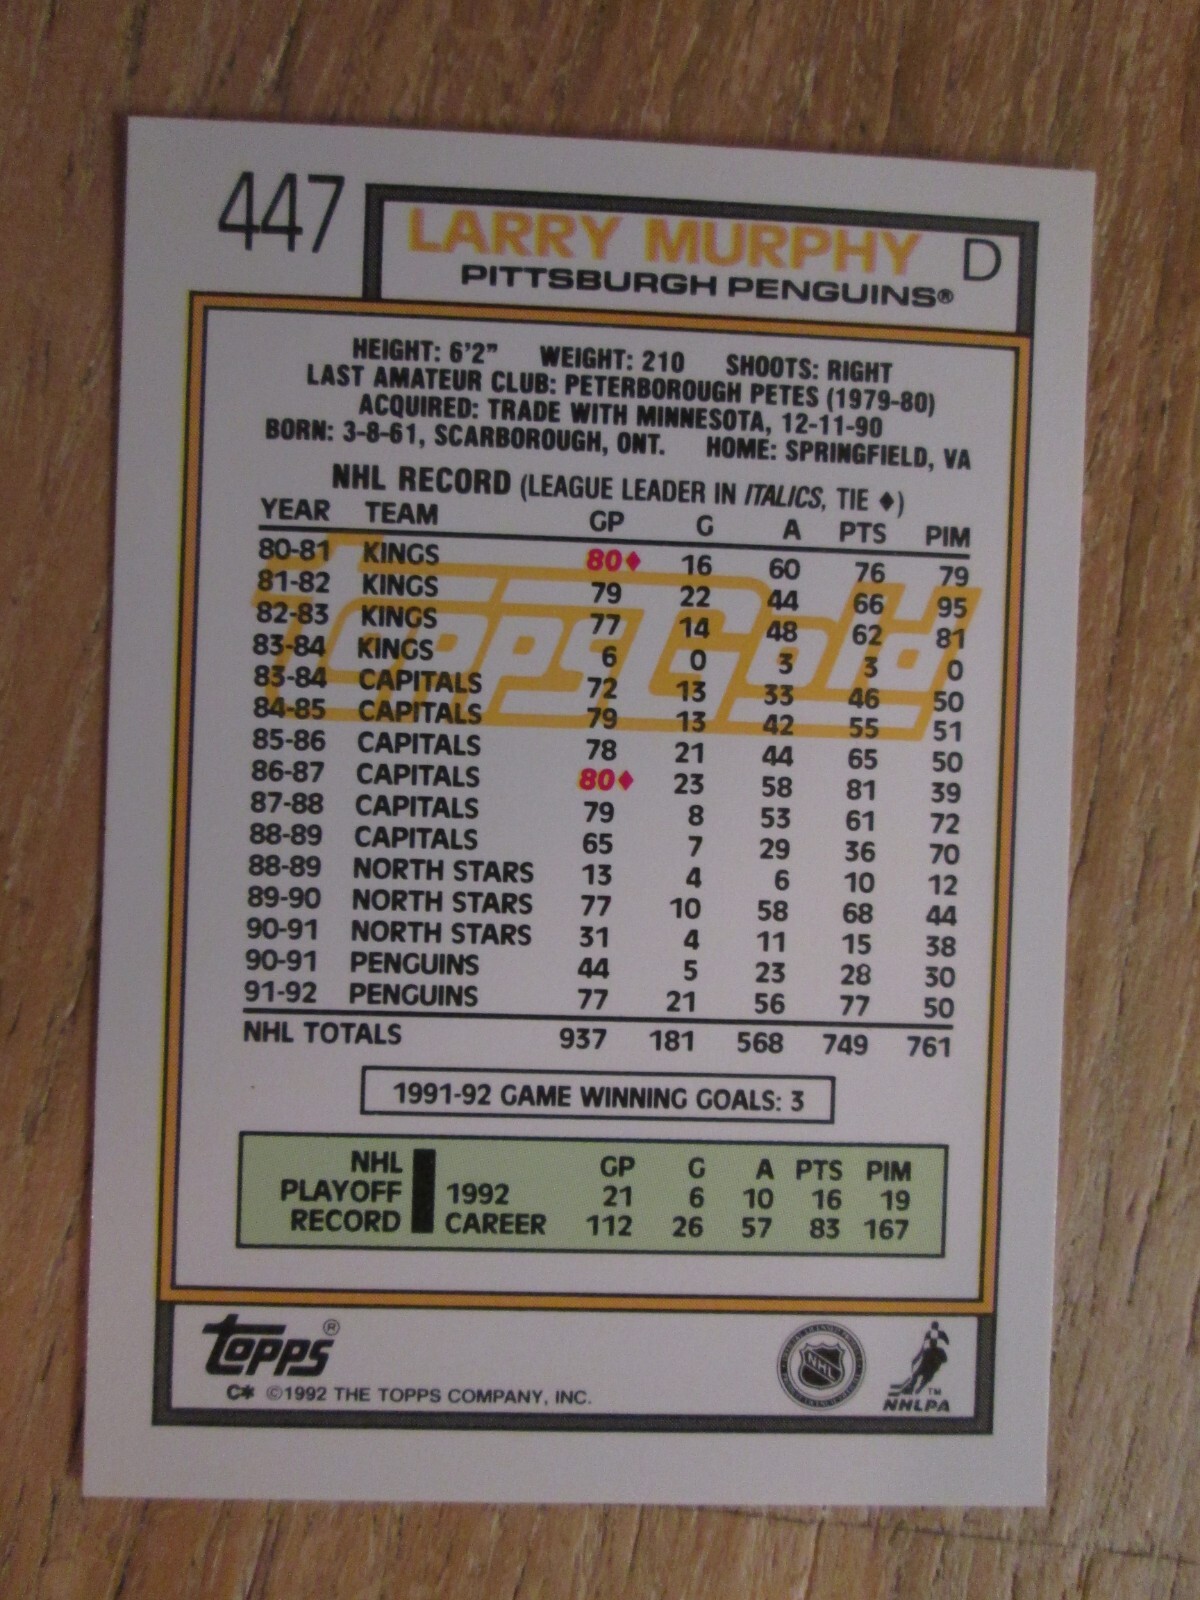 447
LARRY MURPHY D
PITTSBURGH PENGUINS®
HEIGHT: 6'2" WEIGHT: 210 SHOOTS: RIGHT
LAST AMATEUR CLUB: PETERBOROUGH PETES (1979-80)
ACQUIRED: TRADE WITH MINNESOTA, 12-11-90
BORN: 3-8-61, SCARBOROUGH, ONT. HOME: SPRINGFIELD, VA
NHL RECORD (LEAGUE LEADER IN ITALICS, TIE ♦)
YEAR TEAM GP G A PTS PIM
80-81 KINGS 80♦ 16 60 76 79
81-82 KINGS 79 22 44 66 95
82-83 KINGS 77 14 48 62 81
83-84 KINGS 6 0 3 3 0
83-84 CAPITALS 72 13 33 46 50
84-85 CAPITALS 79 13 42 55 51
85-86 CAPITALS 78 21 44 65 50
86-87 CAPITALS 80♦ 23 58 81 39
87-88 CAPITALS 79 8 53 61 72
88-89 CAPITALS 65 7 29 36 70
88-89 NORTH STARS 13 4 6 10 12
89-90 NORTH STARS 77 10 58 68 44
90-91 NORTH STARS 31 4 11 15 38
90-91 PENGUINS 44 5 23 28 30
91-92 PENGUINS 77 21 56 77 50
NHL TOTALS 937 181 568 749 761
Topps Gold
1991-92 GAME WINNING GOALS: 3
NHL GP G A PTS PIM
PLAYOFF 1992 21 6 10 16 19
RECORD CAREER 112 26 57 83 167
Topps®
C* ©1992 THE TOPPS COMPANY, INC.
NHL
NHLPA™